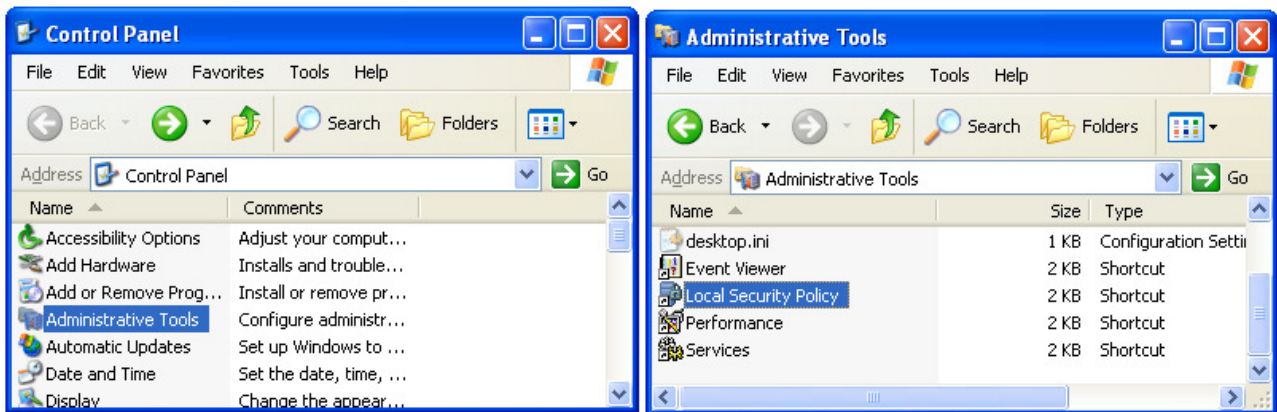 Control Panel
File Edit View Favorites Tools Help
Back Search Folders
Address Control Panel Go
Name Comments
Accessibility Options Adjust your comput...
Add Hardware Installs and trouble...
Add or Remove Prog... Install or remove pr...
Administrative Tools Configure administr...
Automatic Updates Set up Windows to ...
Date and Time Set the date, time, ...
Display Change the appear...
Administrative Tools
File Edit View Favorites Tools Help
Back Search Folders
Address Administrative Tools Go
Name Size Type
desktop.ini 1 KB Configuration Setti
Event Viewer 2 KB Shortcut
Local Security Policy 2 KB Shortcut
Performance 2 KB Shortcut
Services 2 KB Shortcut